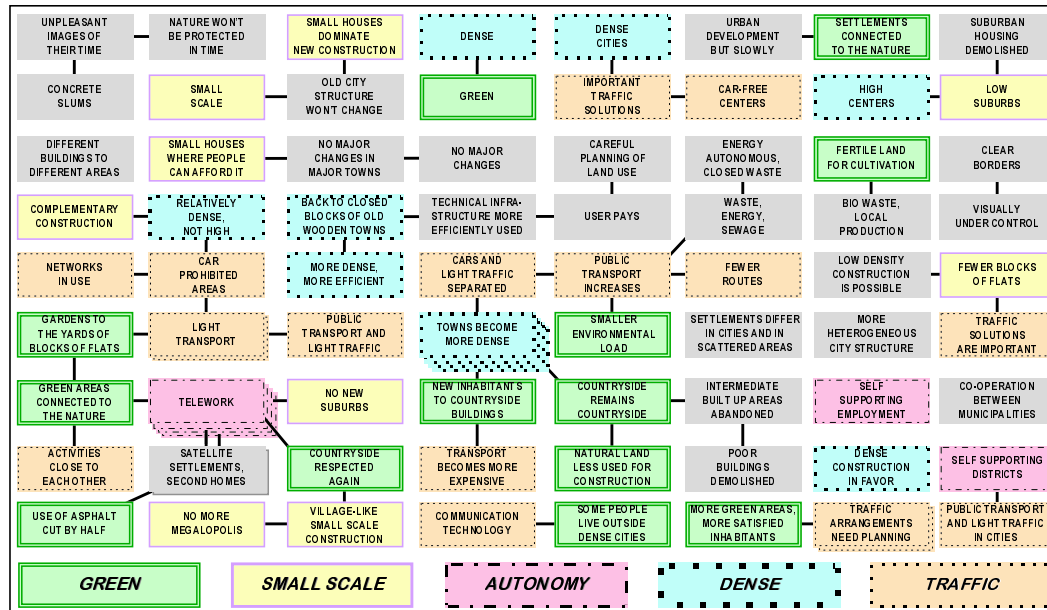 UNPLEASANT
IMAGES OF
THEIR TIME
NATURE WON'T
BE PROTECTED
IN TIME
SMALL HOUSES
DOMINATE
NEW CONSTRUCTION
DENSE
DENSE
CITIES
URBAN
DEVELOPMENT
BUT SLOWLY
SETTLEMENTS
CONNECTED
TO THE NATURE
SUBURBAN
HOUSING
DEMOLISHED
CONCRETE
SLUMS
SMALL
SCALE
OLD CITY
STRUCTURE
WON'T CHANGE
GREEN
IMPORTANT
TRAFFIC
SOLUTIONS
CAR-FREE
CENTERS
HIGH
CENTERS
LOW
SUBURBS
DIFFERENT
BUILDINGS TO
DIFFERENT AREAS
SMALL HOUSES
WHERE PEOPLE
CAN AFFORD IT
NO MAJOR
CHANGES IN
MAJOR TOWNS
NO MAJOR
CHANGES
CAREFUL
PLANNING OF
LAND USE
ENERGY
AUTONOMOUS,
CLOSED WASTE
FERTILE LAND
FOR CULTIVATION
CLEAR
BORDERS
COMPLEMENTARY
CONSTRUCTION
RELATIVELY
DENSE,
NOT HIGH
BACK TO CLOSED
BLOCKS OF OLD
WOODEN TOWNS
TECHNICAL INFRA-
STRUCTURE MORE
EFFICIENTLY USED
USER PAYS
WASTE,
ENERGY,
SEWAGE
BIO WASTE,
LOCAL
PRODUCTION
VISUALLY
UNDER CONTROL
NETWORKS
IN USE
CAR
PROHIBITED
AREAS
MORE DENSE,
MORE EFFICIENT
CARS AND
LIGHT TRAFFIC
SEPARATED
PUBLIC
TRANSPORT
INCREASES
FEWER
ROUTES
LOW DENSITY
CONSTRUCTION
IS POSSIBLE
FEWER BLOCKS
OF FLATS
GARDENS TO
THE YARDS OF
BLOCKS OF FLATS
LIGHT
TRANSPORT
PUBLIC
TRANSPORT AND
LIGHT TRAFFIC
TOWNS BECOME
MORE DENSE
SMALLER
ENVIRONMENTAL
LOAD
SETTLEMENTS DIFFER
IN CITIES AND IN
SCATTERED AREAS
MORE
HETEROGENEOUS
CITY STRUCTURE
TRAFFIC
SOLUTIONS
ARE IMPORTANT
GREEN AREAS
CONNECTED TO
THE NATURE
TELEWORK
NO NEW
SUBURBS
NEW INHABITANTS
TO COUNTRYSIDE
BUILDINGS
COUNTRYSIDE
REMAINS
COUNTRYSIDE
INTERMEDIATE
BUILT UP AREAS
ABANDONED
SELF
SUPPORTING
EMPLOYMENT
CO-OPERATION
BETWEEN
MUNICIPALITIES
ACTIVITIES
CLOSE TO
EACH OTHER
SATELLITE
SETTLEMENTS,
SECOND HOMES
COUNTRYSIDE
RESPECTED
AGAIN
TRANSPORT
BECOMES MORE
EXPENSIVE
NATURAL LAND
LESS USED FOR
CONSTRUCTION
POOR
BUILDINGS
DEMOLISHED
DENSE
CONSTRUCTION
IN FAVOR
SELF SUPPORTING
DISTRICTS
USE OF ASPHALT
CUT BY HALF
NO MORE
MEGALOPOLIS
VILLAGE-LIKE
SMALL SCALE
CONSTRUCTION
COMMUNICATION
TECHNOLOGY
SOME PEOPLE
LIVE OUTSIDE
DENSE CITIES
MORE GREEN AREAS,
MORE SATISFIED
INHABITANTS
TRAFFIC
ARRANGEMENTS
NEED PLANNING
PUBLIC TRANSPORT
AND LIGHT TRAFFIC
IN CITIES
GREEN
SMALL SCALE
AUTONOMY
DENSE
TRAFFIC